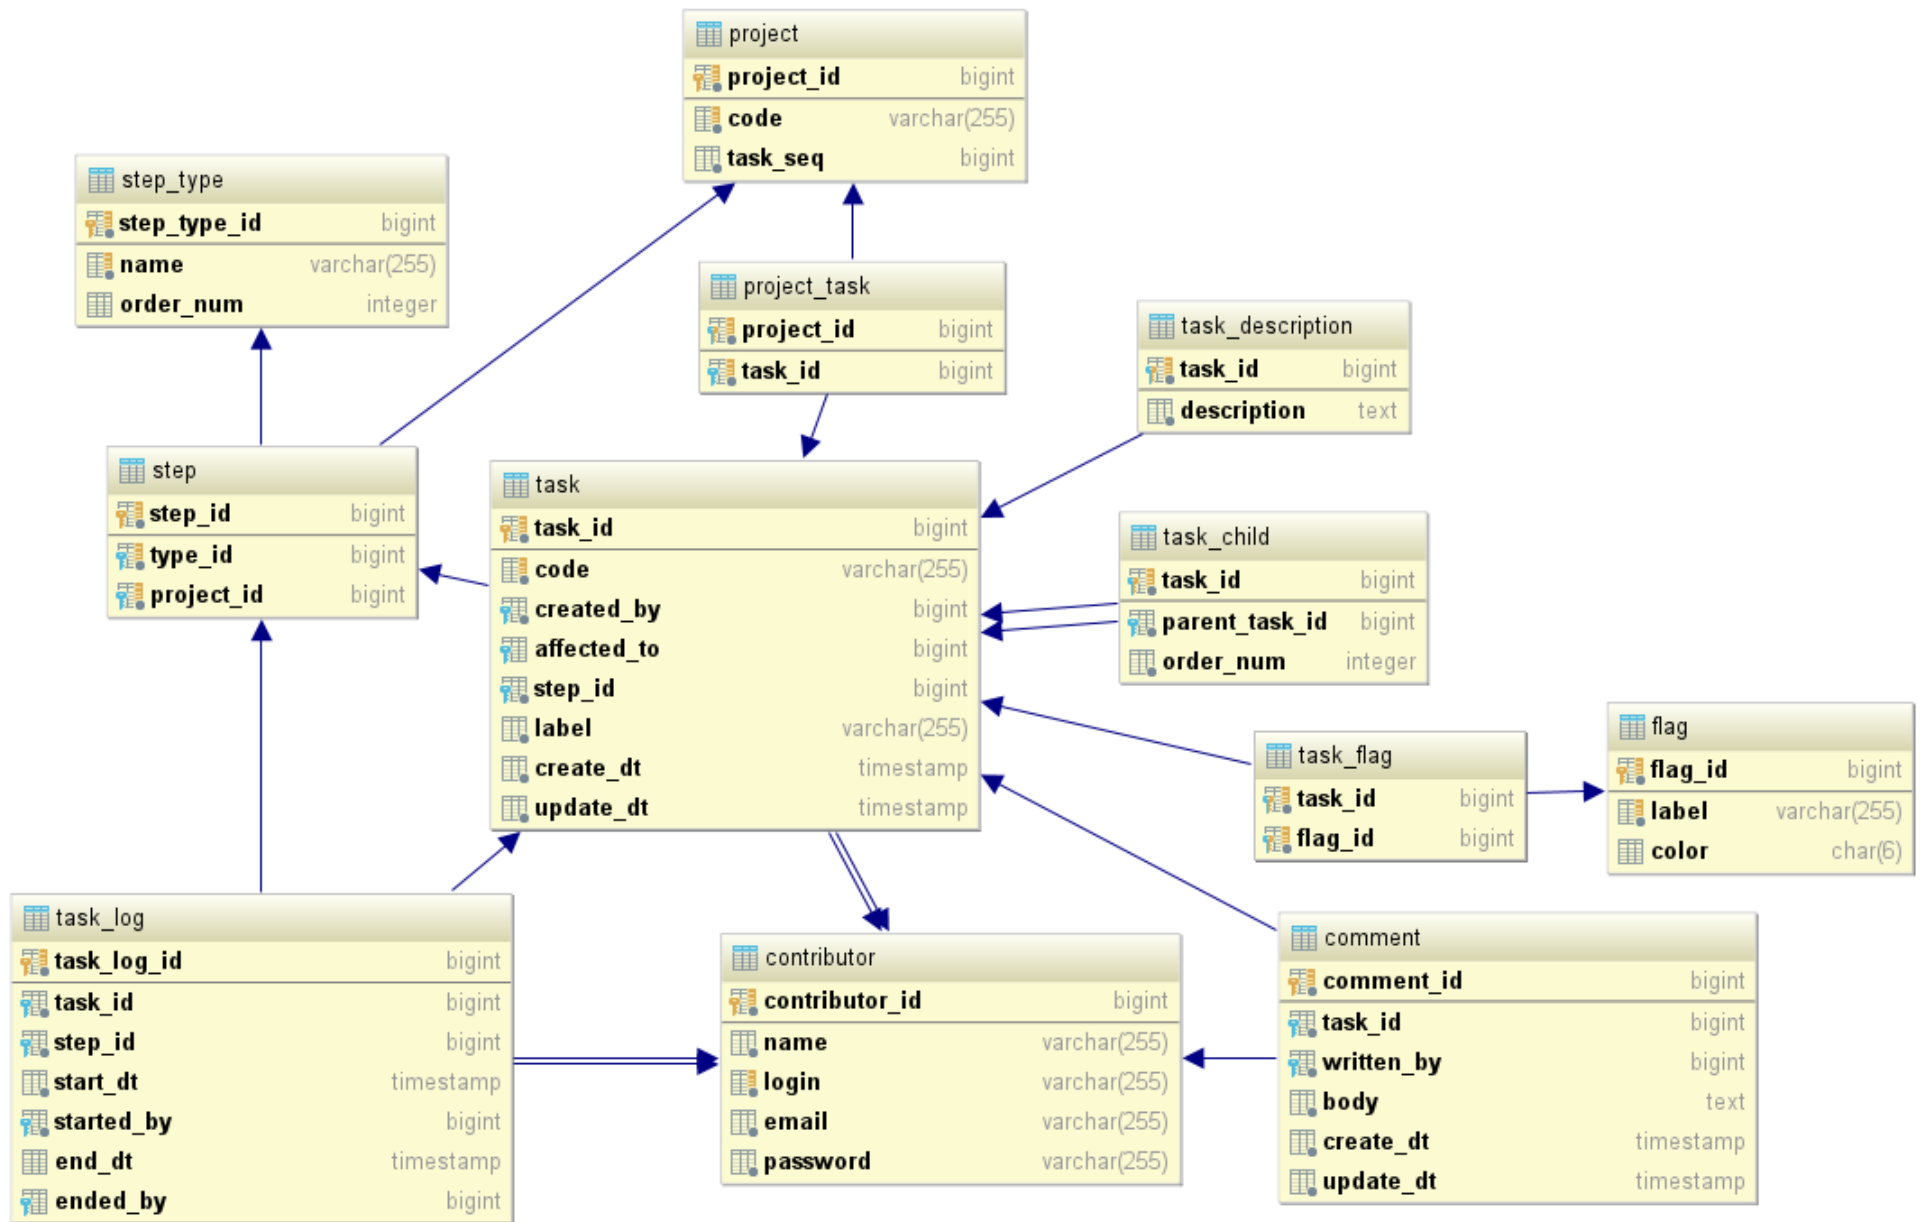 project
project_id bigint
code varchar(255)
task_seq bigint
step_type
step_type_id bigint
name varchar(255)
order_num integer
project_task
project_id bigint
task_id bigint
task_description
task_id bigint
description text
step
step_id bigint
type_id bigint
project_id bigint
task
task_id bigint
code varchar(255)
created_by bigint
affected_to bigint
step_id bigint
label varchar(255)
create_dt timestamp
update_dt timestamp
task_child
task_id bigint
parent_task_id bigint
order_num integer
task_flag
task_id bigint
flag_id bigint
flag
flag_id bigint
label varchar(255)
color char(6)
task_log
task_log_id bigint
task_id bigint
step_id bigint
start_dt timestamp
started_by bigint
end_dt timestamp
ended_by bigint
contributor
contributor_id bigint
name varchar(255)
login varchar(255)
email varchar(255)
password varchar(255)
comment
comment_id bigint
task_id bigint
written_by bigint
body text
create_dt timestamp
update_dt timestamp